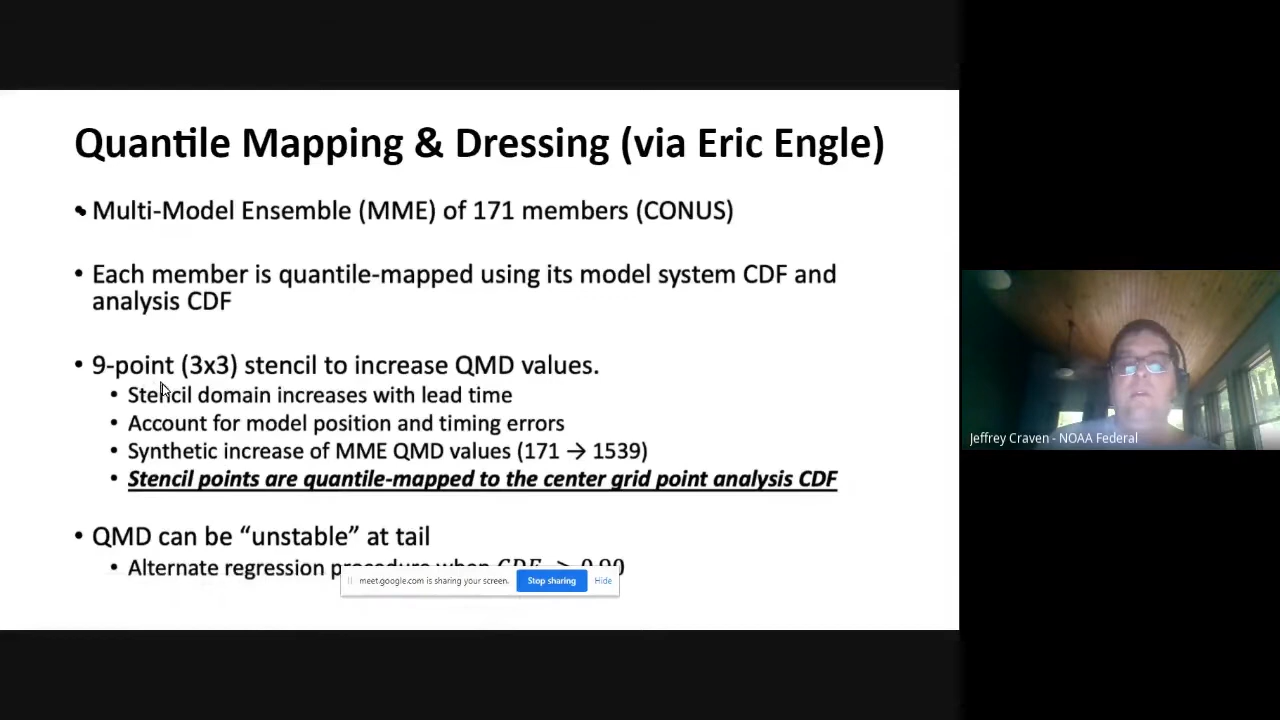 Quantile Mapping & Dressing (via Eric Engle)
• Multi-Model Ensemble (MME) of 171 members (CONUS)
• Each member is quantile-mapped using its model system CDF and
analysis CDF
• 9-point (3x3) stencil to increase QMD values.
• Stencil domain increases with lead time
• Account for model position and timing errors
• Synthetic increase of MME QMD values (171 → 1539)
• Stencil points are quantile-mapped to the center grid point analysis CDF
• QMD can be “unstable” at tail
• Alternate regression procedure when
meet.google.com is sharing your screen.
Stop sharing
Hide
Jeffrey Craven - NOAA Federal